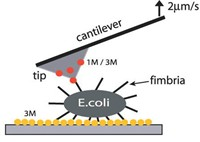 2μm/s
cantilever
1M / 3M
tip
fimbria
E.coli
3M